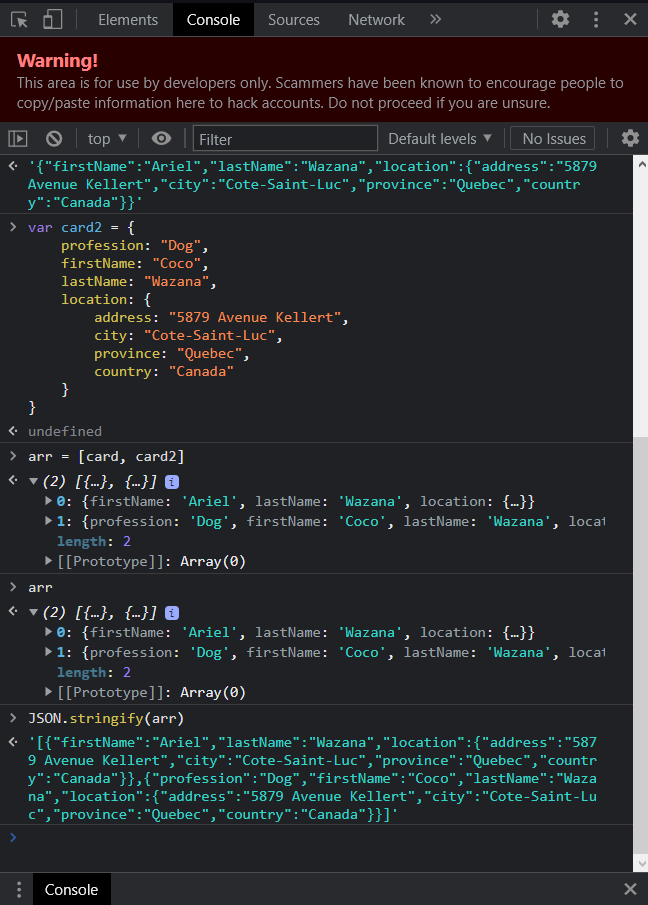 Elements Console Sources Network »
Warning!
This area is for use by developers only. Scammers have been known to encourage people to
copy/paste information here to hack accounts. Do not proceed if you are unsure.
top ▼ Filter Default levels ▼ No Issues
'{"firstName":"Ariel","lastName":"Wazana","location":{"address":"5879
Avenue Kellert","city":"Cote-Saint-Luc","province":"Quebec","countr
y":"Canada"}}'
> var card2 = {
profession: "Dog",
firstName: "Coco",
lastName: "Wazana",
location: {
address: "5879 Avenue Kellert",
city: "Cote-Saint-Luc",
province: "Quebec",
country: "Canada"
}
}
undefined
> arr = [card, card2]
▼ (2) [{…}, {…}] i
▶ 0: {firstName: 'Ariel', lastName: 'Wazana', location: {…}}
▶ 1: {profession: 'Dog', firstName: 'Coco', lastName: 'Wazana', locat
length: 2
▶ [[Prototype]]: Array(0)
> arr
▼ (2) [{…}, {…}] i
▶ 0: {firstName: 'Ariel', lastName: 'Wazana', location: {…}}
▶ 1: {profession: 'Dog', firstName: 'Coco', lastName: 'Wazana', locat
length: 2
▶ [[Prototype]]: Array(0)
> JSON.stringify(arr)
'[{"firstName":"Ariel","lastName":"Wazana","location":{"address":"587
9 Avenue Kellert","city":"Cote-Saint-Luc","province":"Quebec","countr
y":"Canada"}},{"profession":"Dog","firstName":"Coco","lastName":"Waza
na","location":{"address":"5879 Avenue Kellert","city":"Cote-Saint-Lu
c","province":"Quebec","country":"Canada"}}]'
>
Console